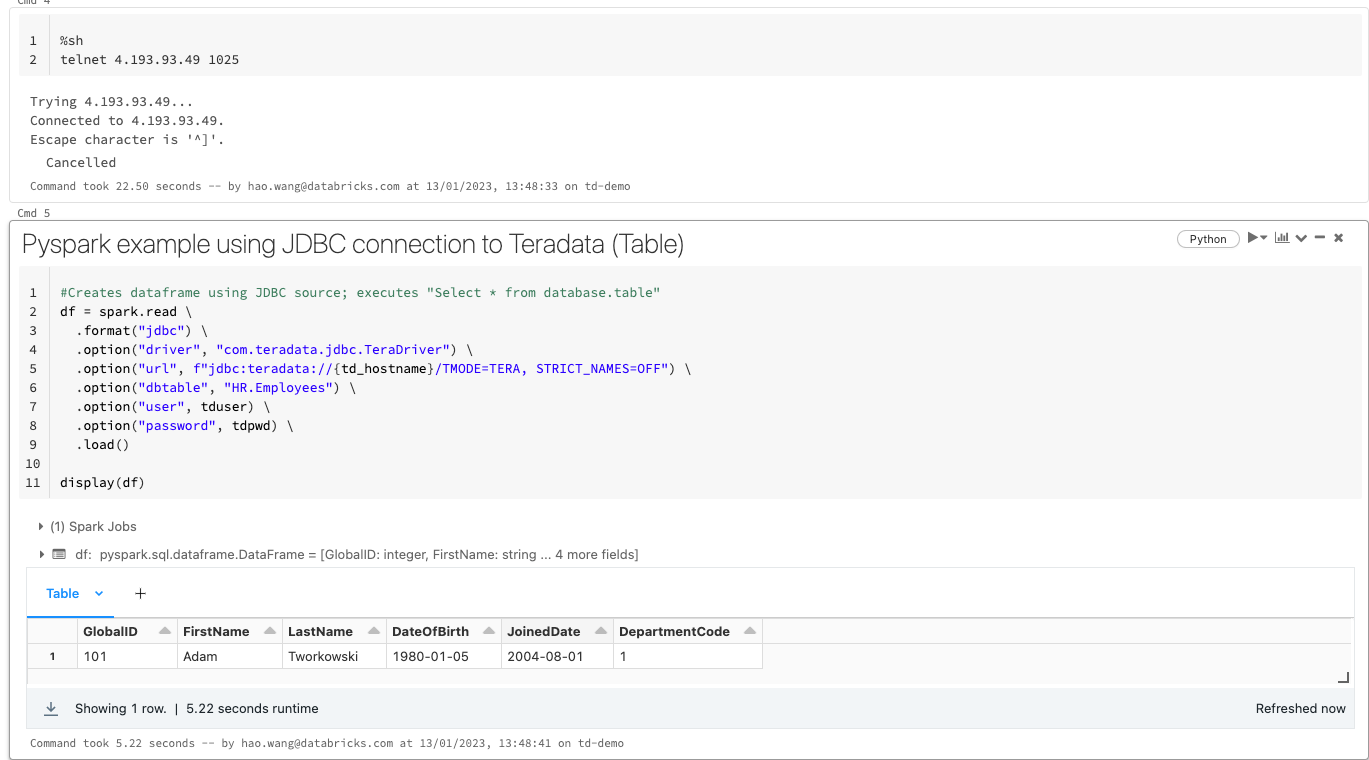 Cmd 4
1 %sh
2 telnet 4.193.93.49 1025
Trying 4.193.93.49...
Connected to 4.193.93.49.
Escape character is '^]'.
Cancelled
Command took 22.50 seconds -- by hao.wang@databricks.com at 13/01/2023, 13:48:33 on td-demo
Cmd 5
Pyspark example using JDBC connection to Teradata (Table)
Python
1 #Creates dataframe using JDBC source; executes "Select * from database.table"
2 df = spark.read \
3 .format("jdbc") \
4 .option("driver", "com.teradata.jdbc.TeraDriver") \
5 .option("url", f"jdbc:teradata://{td_hostname}/TMODE=TERA, STRICT_NAMES=OFF") \
6 .option("dbtable", "HR.Employees") \
7 .option("user", tduser) \
8 .option("password", tdpwd) \
9 .load()
10
11 display(df)
(1) Spark Jobs
df: pyspark.sql.dataframe.DataFrame = [GlobalID: integer, FirstName: string ... 4 more fields]
Table +
GlobalID FirstName LastName DateOfBirth JoinedDate DepartmentCode
1 101 Adam Tworkowski 1980-01-05 2004-08-01 1
Showing 1 row. | 5.22 seconds runtime Refreshed now
Command took 5.22 seconds -- by hao.wang@databricks.com at 13/01/2023, 13:48:41 on td-demo